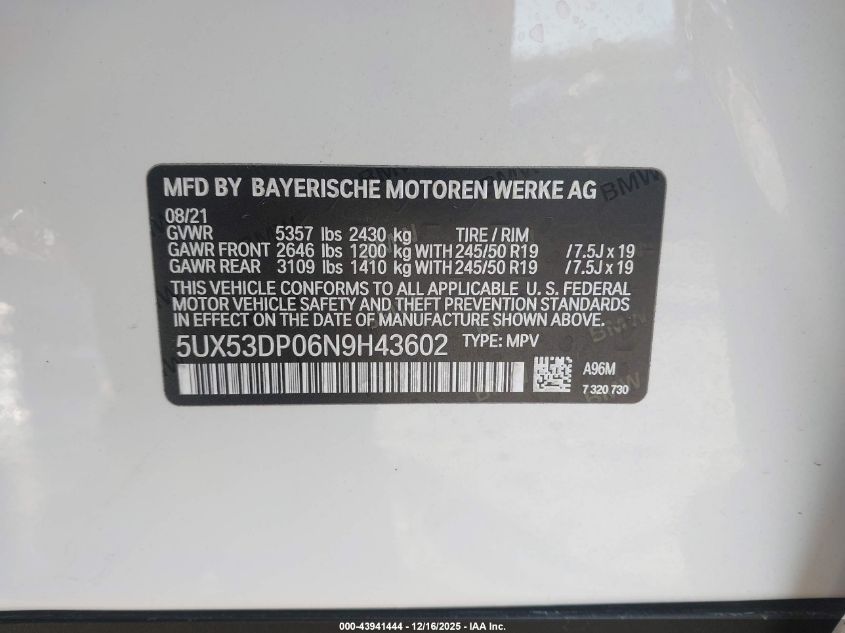 MFD BY BAYERISCHE MOTOREN WERKE AG
08/21
GVWR 5357 lbs 2430 kg TIRE / RIM
GAWR FRONT 2646 lbs 1200 kg WITH 245/50 R19 /7.5J x 19
GAWR REAR 3109 lbs 1410 kg WITH 245/50 R19 /7.5J x 19
THIS VEHICLE CONFORMS TO ALL APPLICABLE U. S. FEDERAL
MOTOR VEHICLE SAFETY AND THEFT PREVENTION STANDARDS
IN EFFECT ON THE DATE OF MANUFACTURE SHOWN ABOVE.
5UX53DP06N9H43602 TYPE: MPV
A96M
7 320 730
BMW
000-43941444 - 12/16/2025 - IAA Inc.